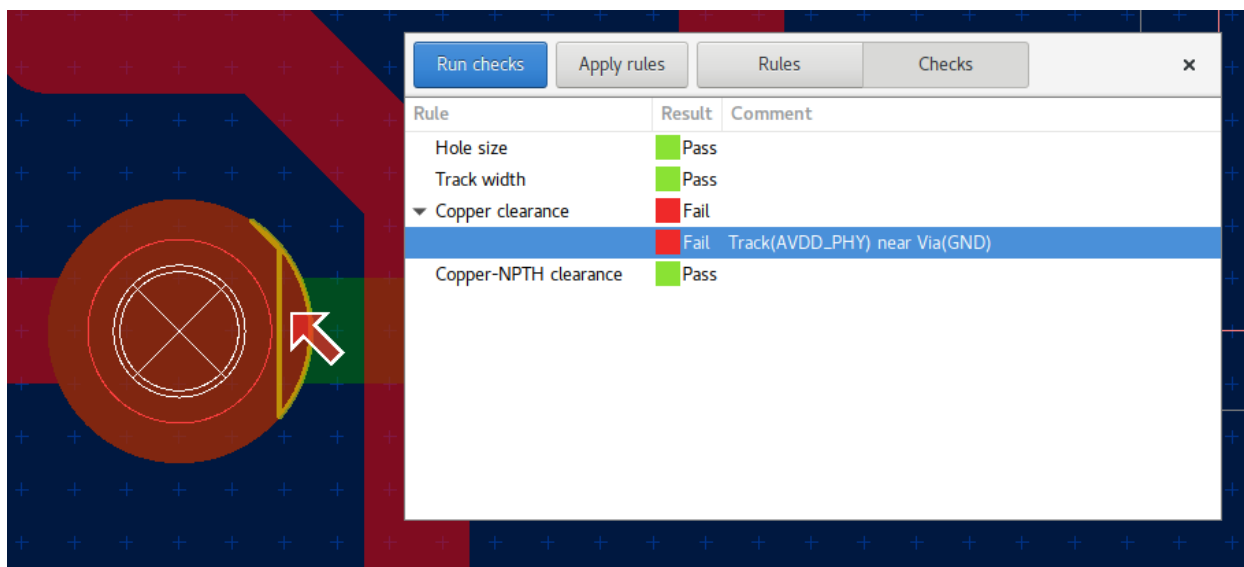 Run checks Apply rules Rules Checks ×
Rule Result Comment
Hole size Pass
Track width Pass
Copper clearance Fail
Fail Track(AVDD_PHY) near Via(GND)
Copper-NPTH clearance Pass